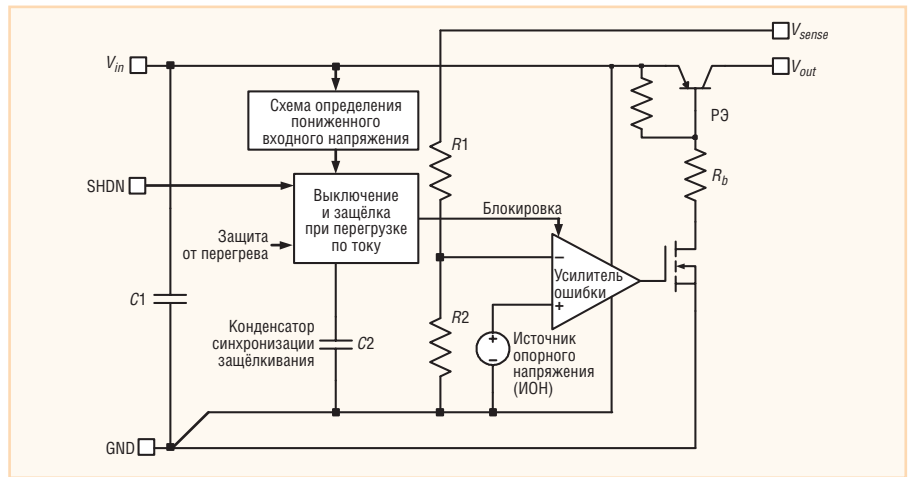 V_sense
V_in
V_out
Схема определения
пониженного
входного напряжения
РЭ
R1
R_b
SHDN
Выключение
и защёлка
при перегрузке
по току
Блокировка
Защита
от перегрева
−
Усилитель
ошибки
+
C1
R2
Конденсатор
синхронизации
защёлкивания
C2
+
−
Источник
опорного
напряжения
(ИОН)
GND